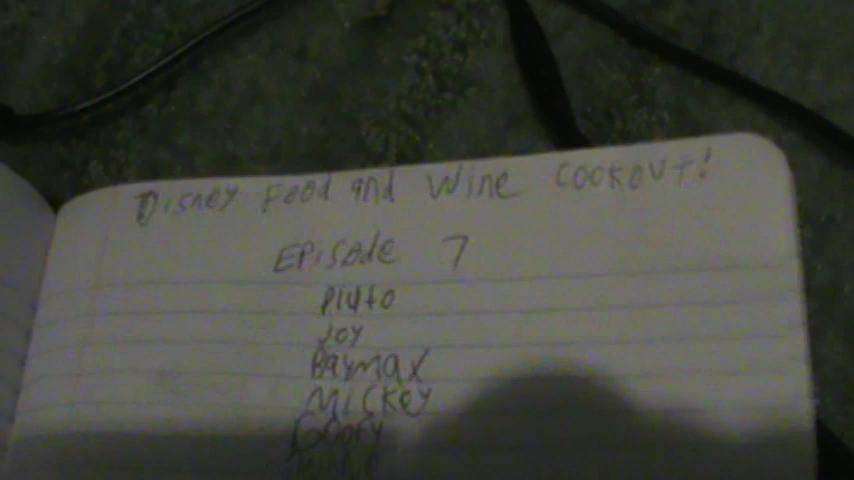 Disney Food and Wine Cookout!
Episode 7
Pluto
Joy
Baymax
Mickey
Goofy